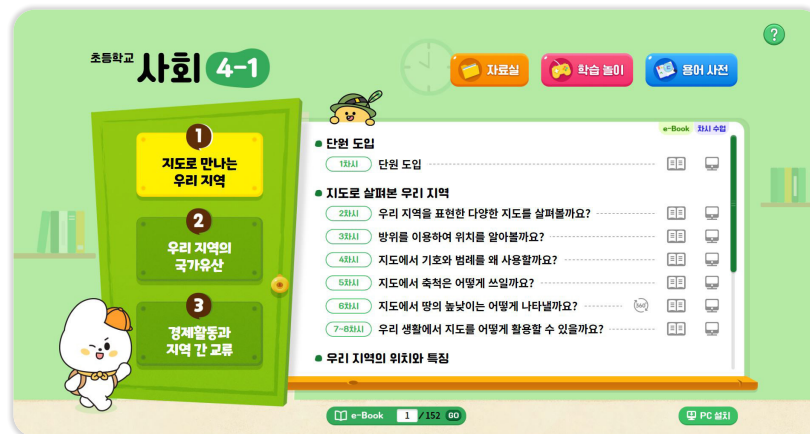 초등학교 사회 4-1
자료실
학습 놀이
용어 사전
?
1
지도로 만나는
우리 지역
2
우리 지역의
국가유산
3
경제활동과
지역 간 교류
e-Book 차시 수업
단원 도입
1차시 단원 도입
지도로 살펴본 우리 지역
2차시 우리 지역을 표현한 다양한 지도를 살펴볼까요?
3차시 방위를 이용하여 위치를 알아볼까요?
4차시 지도에서 기호와 범례를 왜 사용할까요?
5차시 지도에서 축척은 어떻게 쓰일까요?
6차시 지도에서 땅의 높낮이는 어떻게 나타낼까요? 360°
7~8차시 우리 생활에서 지도를 어떻게 활용할 수 있을까요?
우리 지역의 위치와 특징
e-Book 1 /152 GO
PC 설치